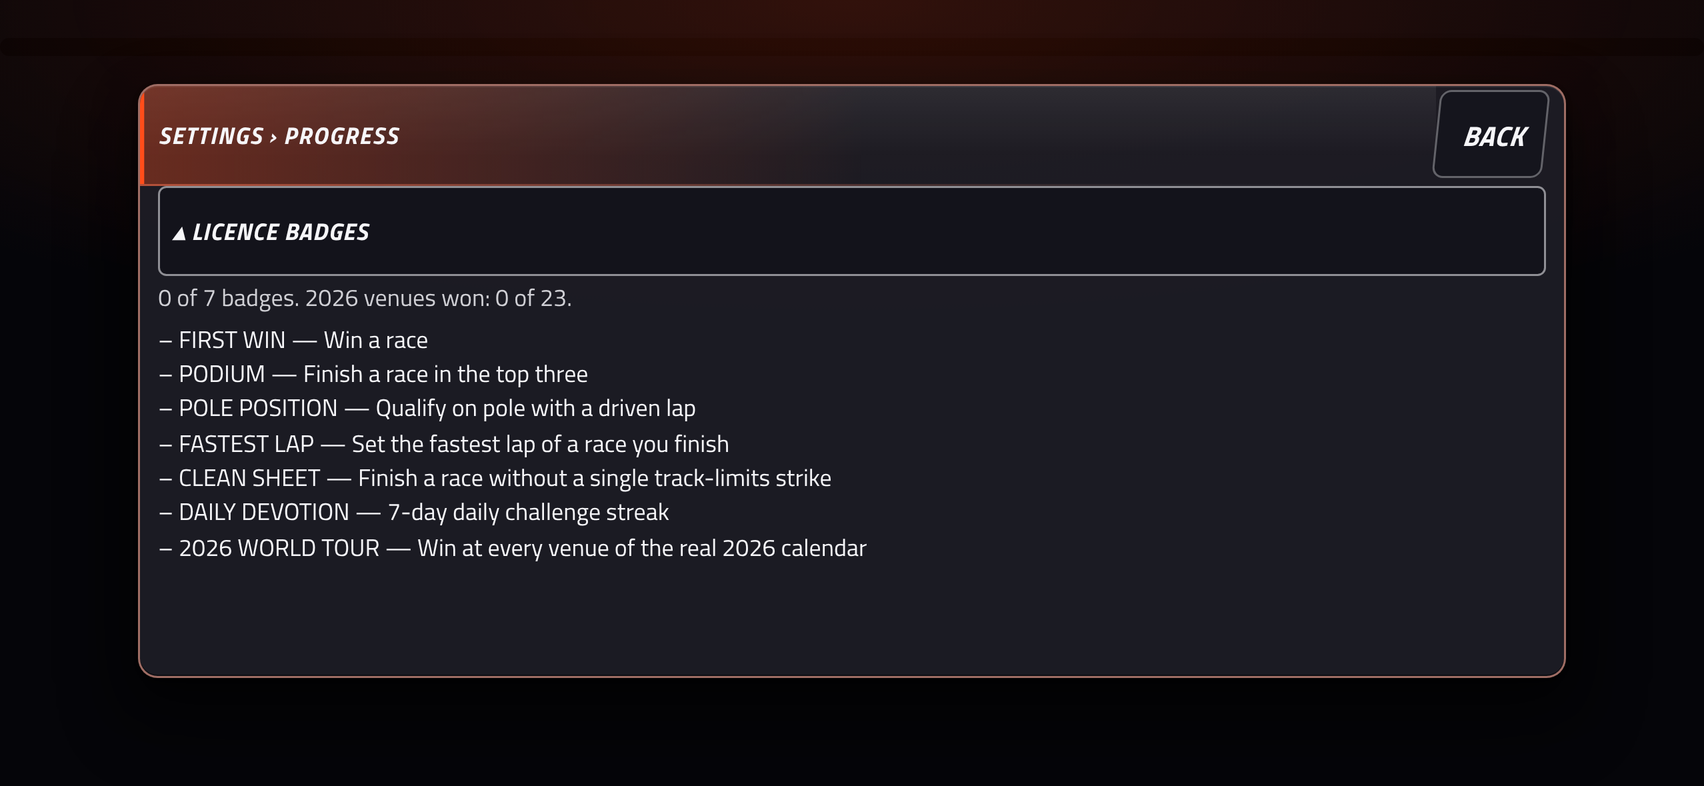 SETTINGS › PROGRESS
BACK
▲ LICENCE BADGES
0 of 7 badges. 2026 venues won: 0 of 23.
– FIRST WIN — Win a race
– PODIUM — Finish a race in the top three
– POLE POSITION — Qualify on pole with a driven lap
– FASTEST LAP — Set the fastest lap of a race you finish
– CLEAN SHEET — Finish a race without a single track-limits strike
– DAILY DEVOTION — 7-day daily challenge streak
– 2026 WORLD TOUR — Win at every venue of the real 2026 calendar